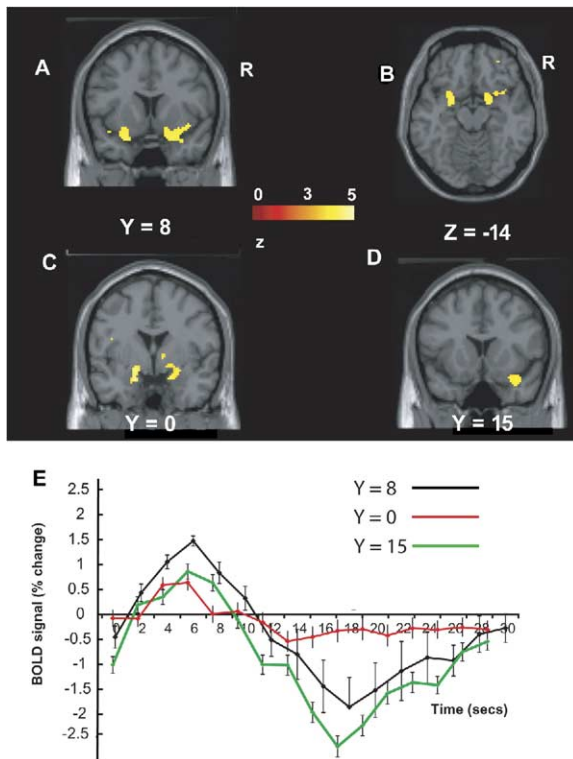 A
R
B
R
0 3 5
z
Y = 8
Z = -14
C
D
Y = 0
Y = 15
E
BOLD signal (% change)
2.5
2
1.5
1
0.5
0
-0.5
-1
-1.5
-2
-2.5
Y = 8
Y = 0
Y = 15
0 2 4 6 8 10 12 14 16 18 20 22 24 26 28 30
Time (secs)